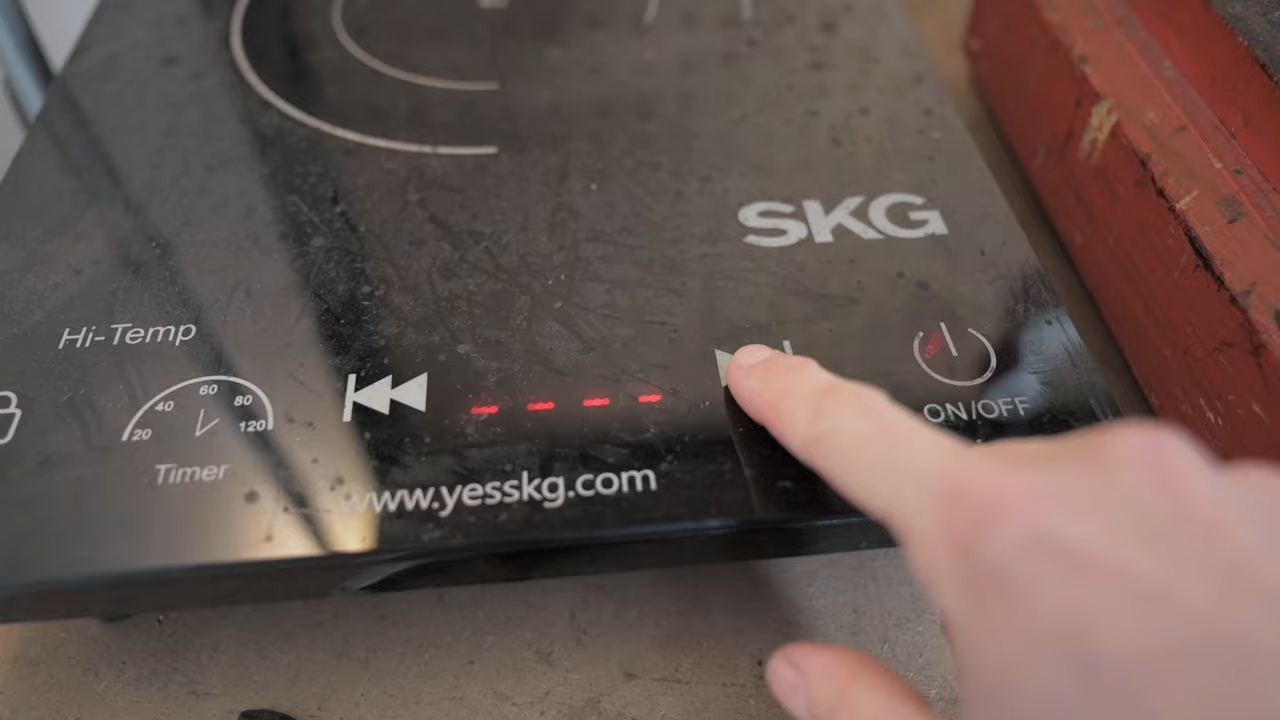 SKG
Hi-Temp
20 40 60 80 120
Timer
- - - -
ON/OFF
www.yesskg.com